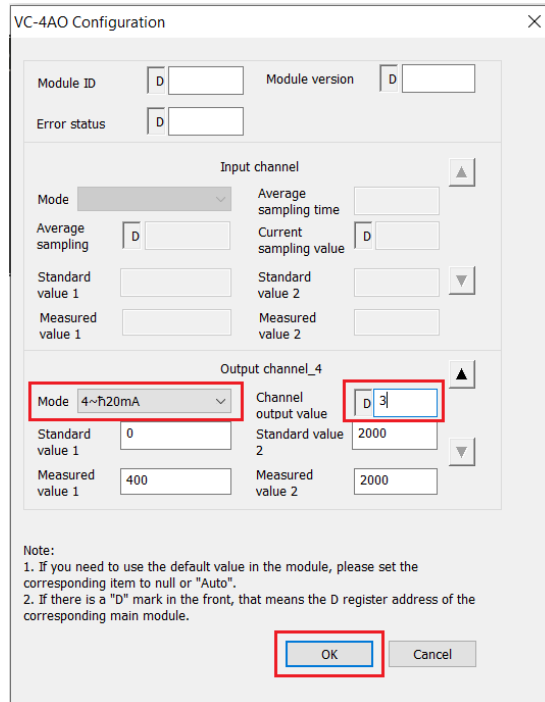 VC-4AO Configuration
Module ID D
Module version D
Error status D
Input channel
Mode
Average sampling time
Average sampling D
Current sampling value D
Standard value 1
Standard value 2
Measured value 1
Measured value 2
Output channel_4
Mode 4~ħ20mA
Channel output value D 3
Standard value 1 0
Standard value 2 2000
Measured value 1 400
Measured value 2 2000
Note:
1. If you need to use the default value in the module, please set the
corresponding item to null or "Auto".
2. If there is a "D" mark in the front, that means the D register address of the
corresponding main module.
OK Cancel